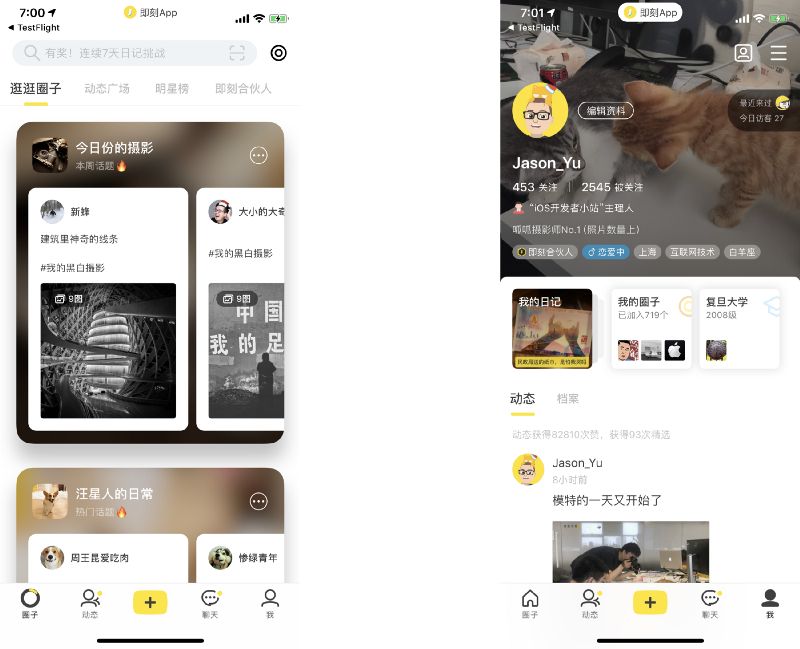 7:00
即刻App
TestFlight
有奖！连续7天日记挑战
逛逛圈子
动态广场
明星榜
即刻合伙人
今日份的摄影
本周话题🔥
新蜂
建筑里神奇的线条
#我的黑白摄影
9图
大小的大奇
#我的黑白摄影
9图
中国
我的足
汪星人的日常
热门话题🔥
周王昆爱吃肉
惨绿青年
圈子
动态
聊天
我
7:01
即刻App
TestFlight
编辑资料
最近来过
今日访客 27
Jason_Yu
453 关注
2545 被关注
“iOS开发者小站”主理人
呱呱摄影师No.1 (照片数量上)
即刻合伙人
♂恋爱中
上海
互联网技术
白羊座
我的日记
我的圈子
已加入719个
复旦大学
2008级
动态
档案
动态获得82810次赞，获得93次精选
Jason_Yu
8小时前
模特的一天又开始了
圈子
动态
聊天
我